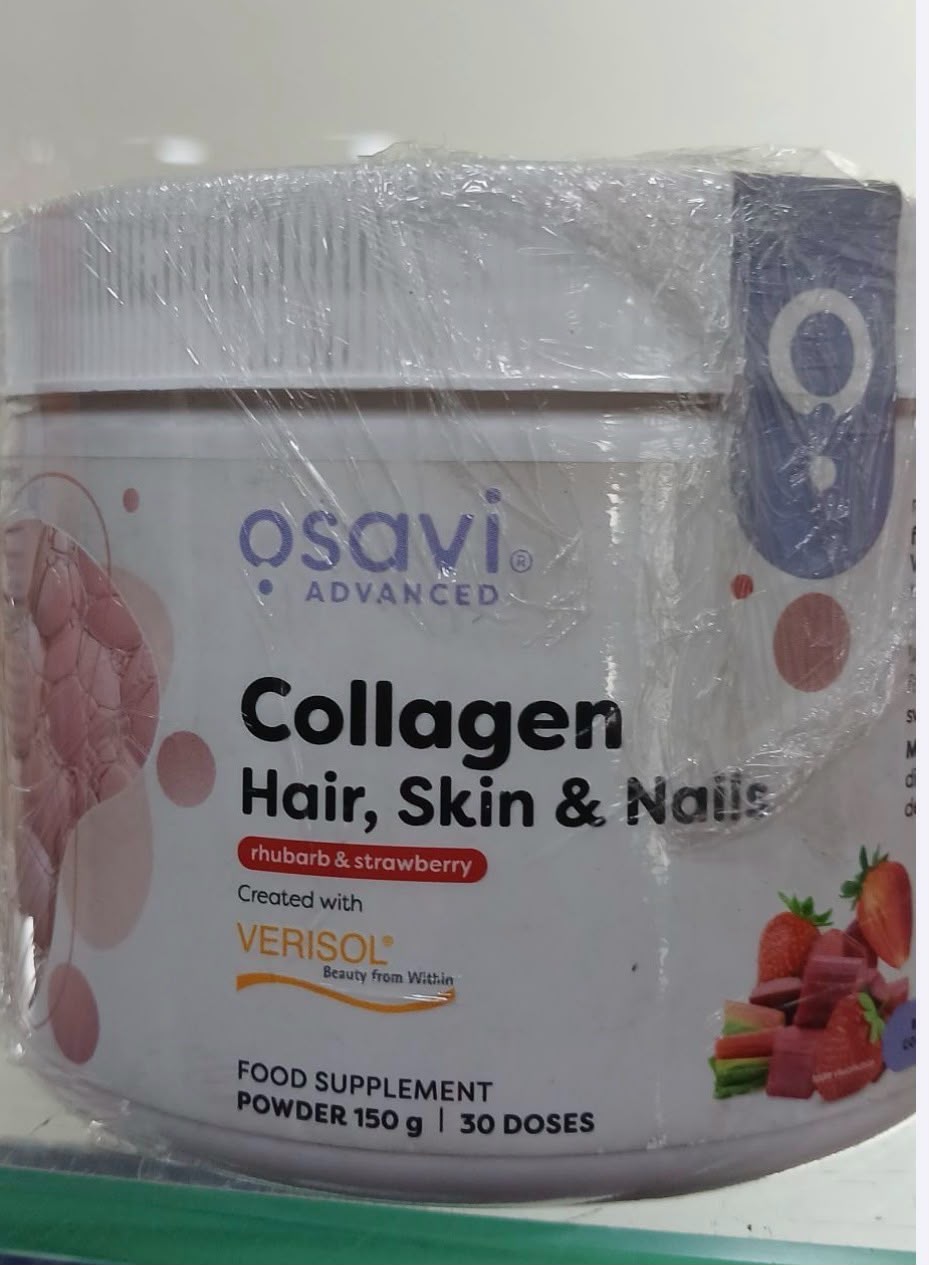 osavi®
ADVANCED
Collagen
Hair, Skin & Nails
rhubarb & strawberry
Created with
VERISOL®
Beauty from Within
FOOD SUPPLEMENT
POWDER 150 g | 30 DOSES